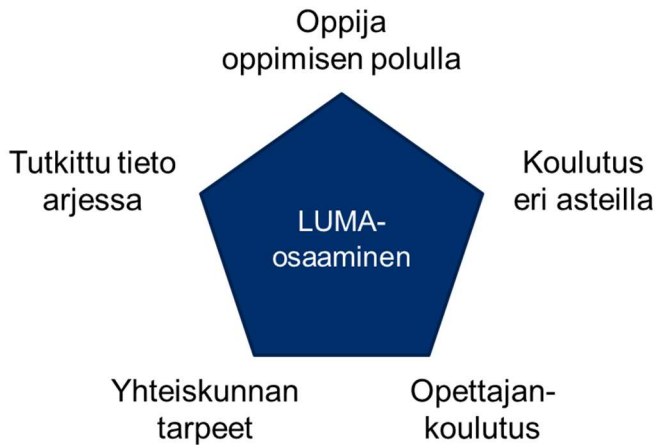 Oppija
oppimisen polulla
Tutkittu tieto
arjessa
Koulutus
eri asteilla
LUMA-
osaaminen
Yhteiskunnan
tarpeet
Opettajan-
koulutus